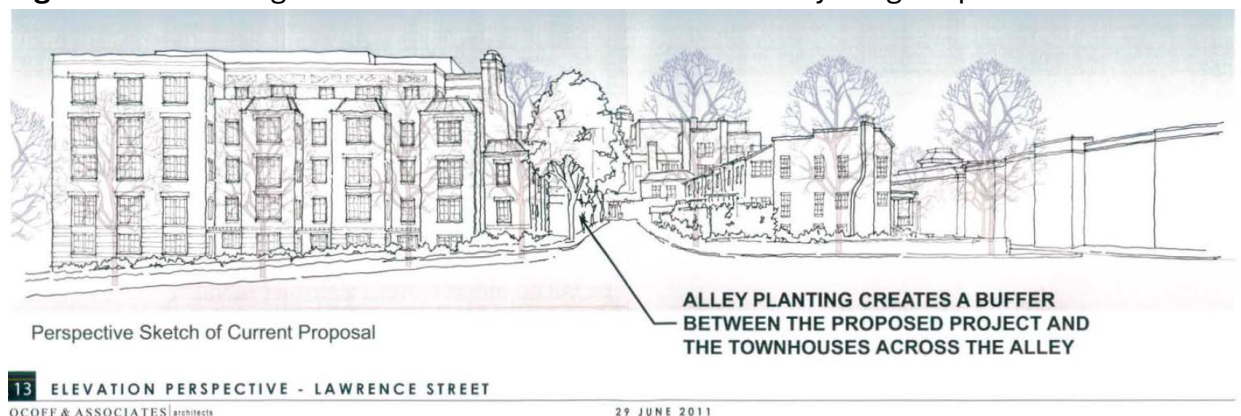 Perspective Sketch of Current Proposal
ALLEY PLANTING CREATES A BUFFER
BETWEEN THE PROPOSED PROJECT AND
THE TOWNHOUSES ACROSS THE ALLEY
13 ELEVATION PERSPECTIVE - LAWRENCE STREET
OCOFF & ASSOCIATES architects
29 JUNE 2011